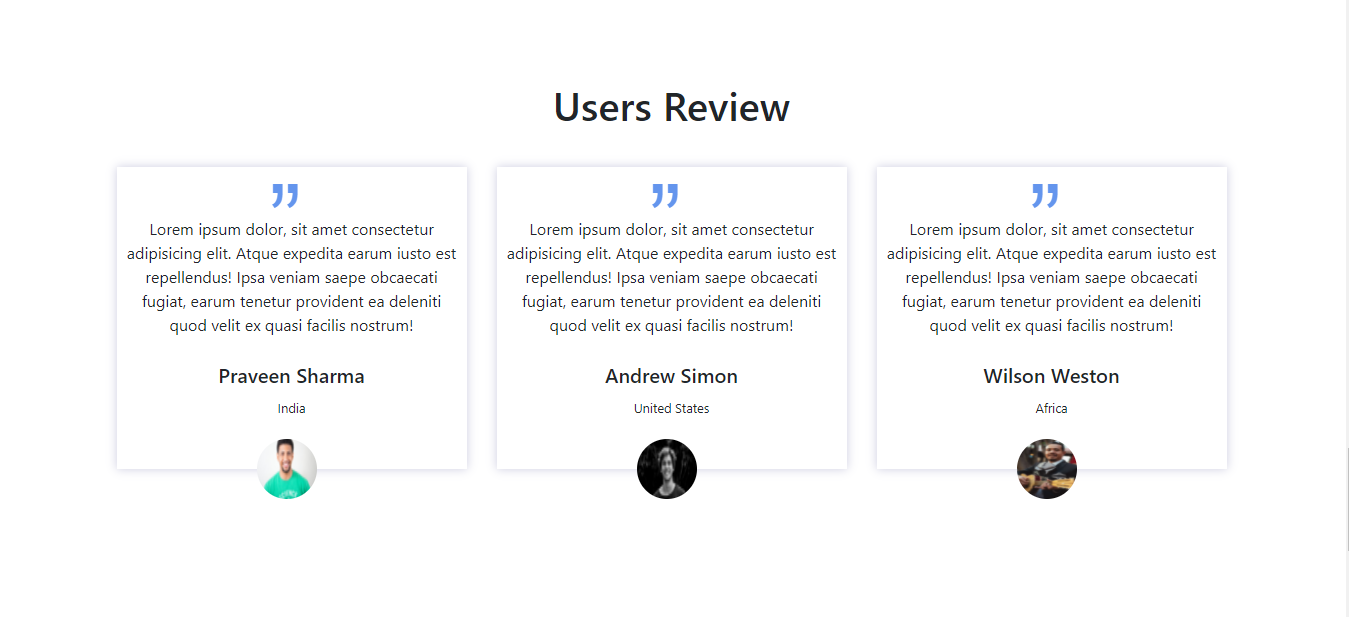 Users Review
”
Lorem ipsum dolor, sit amet consectetur
adipisicing elit. Atque expedita earum iusto est
repellendus! Ipsa veniam saepe obcaecati
fugiat, earum tenetur provident ea deleniti
quod velit ex quasi facilis nostrum!
Praveen Sharma
India
”
Lorem ipsum dolor, sit amet consectetur
adipisicing elit. Atque expedita earum iusto est
repellendus! Ipsa veniam saepe obcaecati
fugiat, earum tenetur provident ea deleniti
quod velit ex quasi facilis nostrum!
Andrew Simon
United States
”
Lorem ipsum dolor, sit amet consectetur
adipisicing elit. Atque expedita earum iusto est
repellendus! Ipsa veniam saepe obcaecati
fugiat, earum tenetur provident ea deleniti
quod velit ex quasi facilis nostrum!
Wilson Weston
Africa